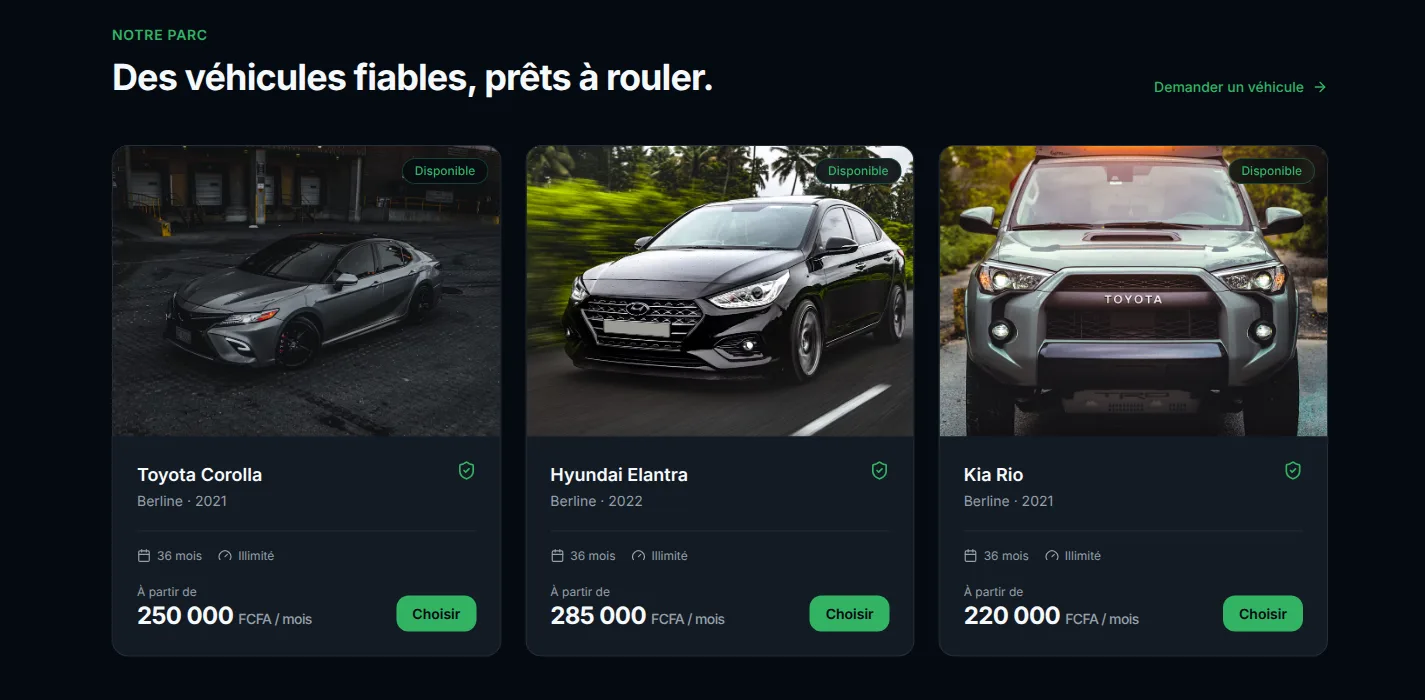 NOTRE PARC
Des véhicules fiables, prêts à rouler.
Demander un véhicule →
Disponible
Disponible
Disponible
TOYOTA
Toyota Corolla
Berline · 2021
36 mois Illimité
À partir de
250 000 FCFA / mois
Choisir
Hyundai Elantra
Berline · 2022
36 mois Illimité
À partir de
285 000 FCFA / mois
Choisir
Kia Rio
Berline · 2021
36 mois Illimité
À partir de
220 000 FCFA / mois
Choisir